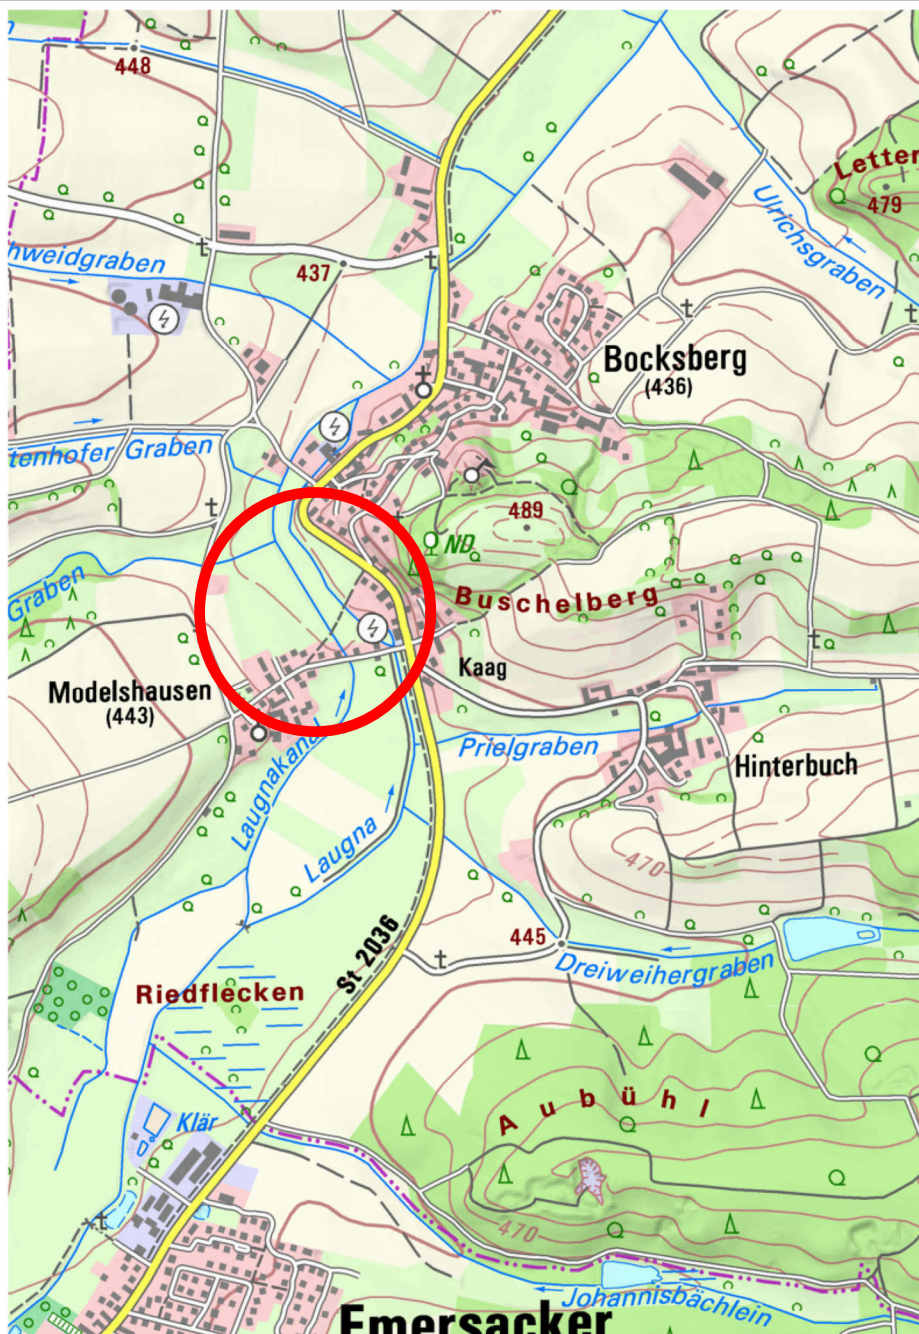 448
Letten
479
Ulrichsgraben
hweidgraben
437
Bocksberg
(436)
tenhofer Graben
489
ND
Graben
Buschelberg
Kaag
Modelshausen
(443)
Laugnakanal
Prielgraben
Hinterbuch
Laugna
470
St 2036
445
Dreiweihergraben
Riedflecken
Aubühl
Klär
470
Johannisbächlein
Emersacker